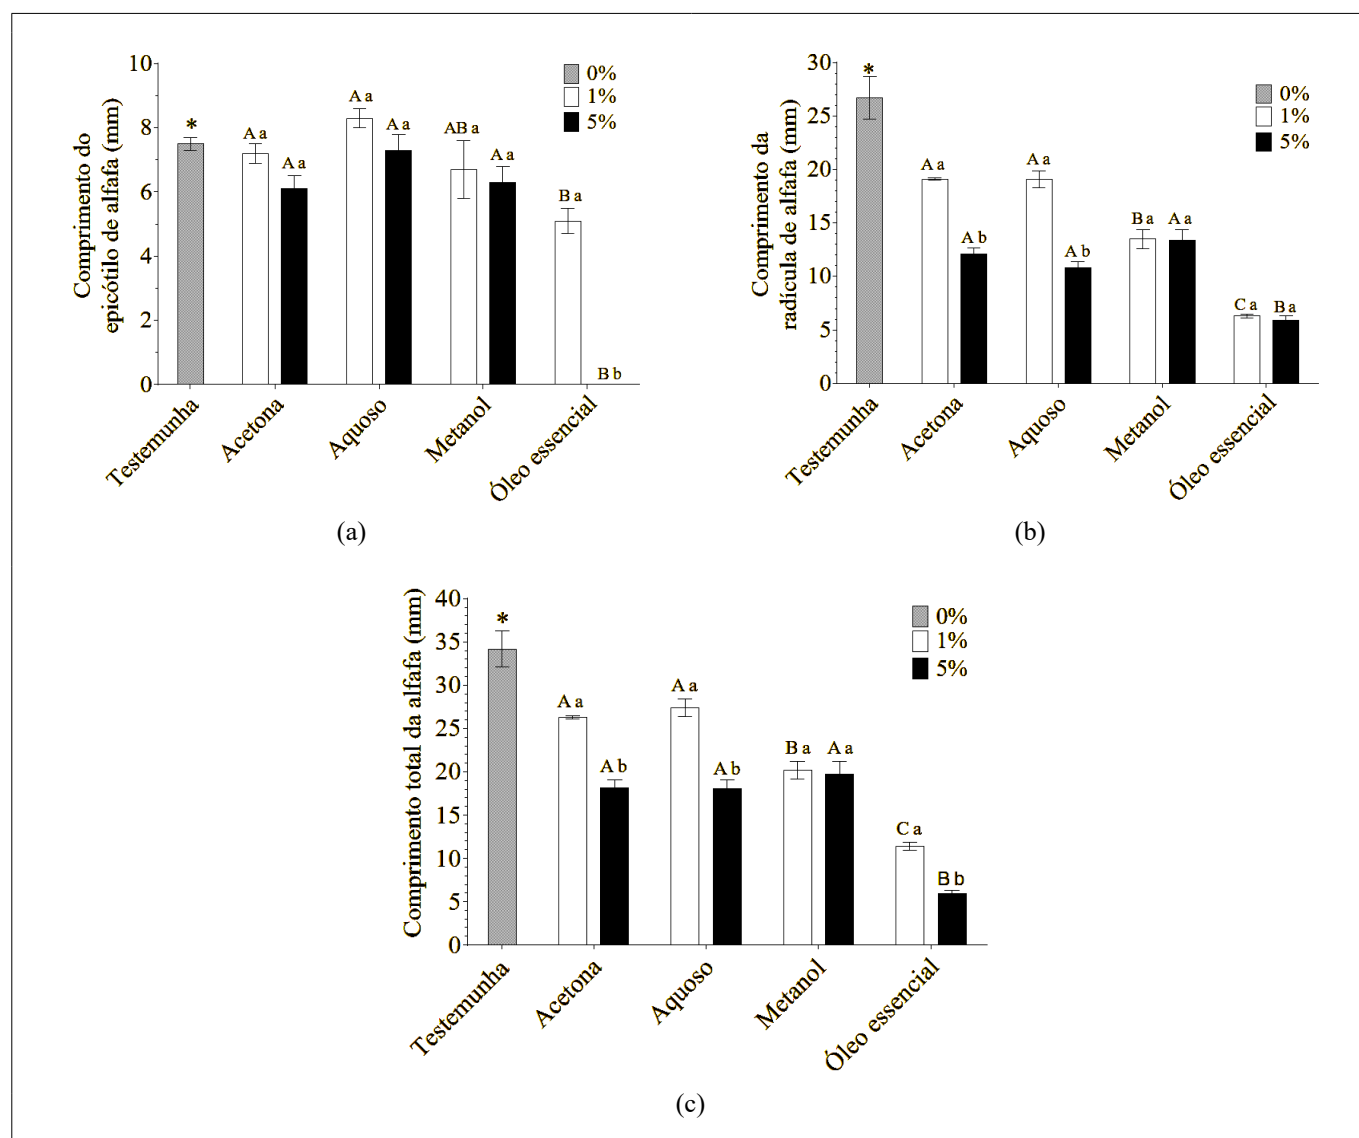 10
8
6
4
2
0
Comprimento do
epicótilo de alfafa (mm)
0%
1%
5%
*
A a
A a
A a
A a
AB a
A a
B a
B b
Testemunha
Acetona
Aquoso
Metanol
Óleo essencial
(a)
30
25
20
15
10
5
0
Comprimento da
radícula de alfafa (mm)
0%
1%
5%
*
A a
A b
A a
A b
B a
A a
C a
B a
Testemunha
Acetona
Aquoso
Metanol
Óleo essencial
(b)
40
35
30
25
20
15
10
5
0
Comprimento total da alfafa (mm)
0%
1%
5%
*
A a
A b
A a
A b
B a
A a
C a
B b
Testemunha
Acetona
Aquoso
Metanol
Óleo essencial
(c)